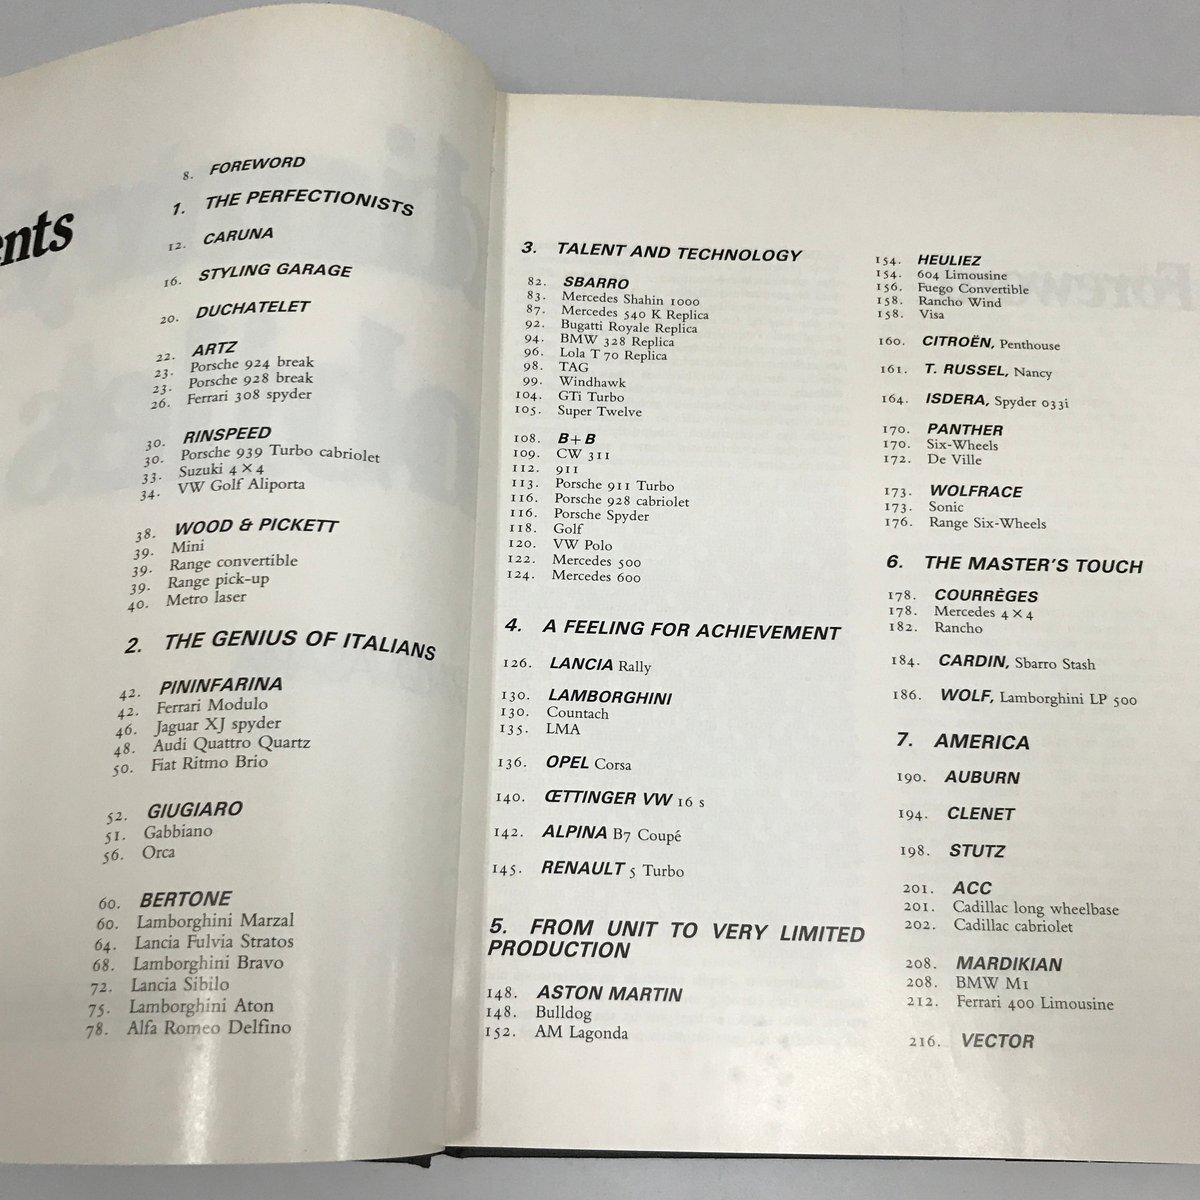 ents
8. FOREWORD
1. THE PERFECTIONISTS
12. CARUNA
16. STYLING GARAGE
20. DUCHATELET
22. ARTZ
23. Porsche 924 break
23. Porsche 928 break
26. Ferrari 308 spyder
30. RINSPEED
30. Porsche 939 Turbo cabriolet
33. Suzuki 4 × 4
34. VW Golf Aliporta
38. WOOD & PICKETT
39. Mini
39. Range convertible
39. Range pick-up
40. Metro laser
2. THE GENIUS OF ITALIANS
42. PININFARINA
42. Ferrari Modulo
46. Jaguar XJ spyder
48. Audi Quattro Quartz
50. Fiat Ritmo Brio
52. GIUGIARO
51. Gabbiano
56. Orca
60. BERTONE
60. Lamborghini Marzal
64. Lancia Fulvia Stratos
68. Lamborghini Bravo
72. Lancia Sibilo
75. Lamborghini Aton
78. Alfa Romeo Delfino
3. TALENT AND TECHNOLOGY
82. SBARRO
83. Mercedes Shahin 1000
87. Mercedes 540 K Replica
92. Bugatti Royale Replica
94. BMW 328 Replica
96. Lola T 70 Replica
98. TAG
99. Windhawk
104. GTi Turbo
105. Super Twelve
108. B+B
109. CW 311
112. 911
113. Porsche 911 Turbo
116. Porsche 928 cabriolet
116. Porsche Spyder
118. Golf
120. VW Polo
122. Mercedes 500
124. Mercedes 600
4. A FEELING FOR ACHIEVEMENT
126. LANCIA Rally
130. LAMBORGHINI
130. Countach
135. LMA
136. OPEL Corsa
140. ŒTTINGER VW 16 s
142. ALPINA B7 Coupé
145. RENAULT 5 Turbo
5. FROM UNIT TO VERY LIMITED
PRODUCTION
148. ASTON MARTIN
148. Bulldog
152. AM Lagonda
154. HEULIEZ
154. 604 Limousine
156. Fuego Convertible
158. Rancho Wind
158. Visa
160. CITROËN, Penthouse
161. T. RUSSEL, Nancy
164. ISDERA, Spyder 033i
170. PANTHER
170. Six-Wheels
172. De Ville
173. WOLFRACE
173. Sonic
176. Range Six-Wheels
6. THE MASTER'S TOUCH
178. COURRÈGES
178. Mercedes 4 × 4
182. Rancho
184. CARDIN, Sbarro Stash
186. WOLF, Lamborghini LP 500
7. AMERICA
190. AUBURN
194. CLENET
198. STUTZ
201. ACC
201. Cadillac long wheelbase
202. Cadillac cabriolet
208. MARDIKIAN
208. BMW M1
212. Ferrari 400 Limousine
216. VECTOR